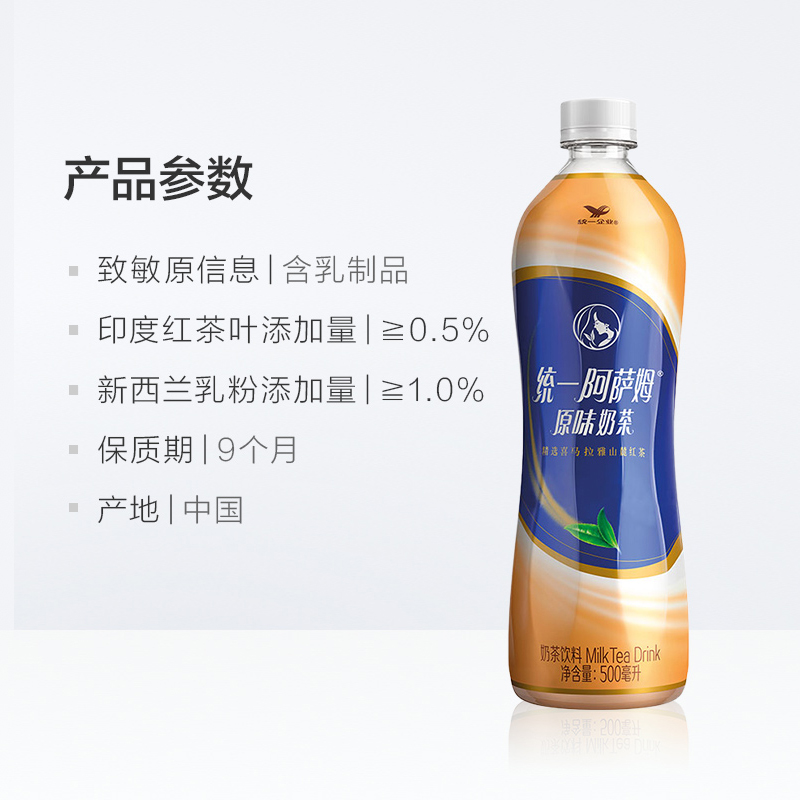 产品参数
致敏原信息|含乳制品
印度红茶叶添加量|≧0.5%
新西兰乳粉添加量|≧1.0%
保质期|9个月
产地|中国
统一企业®
统一阿萨姆®
原味奶茶
精选喜马拉雅山麓红茶
奶茶饮料 Milk Tea Drink
净含量：500毫升